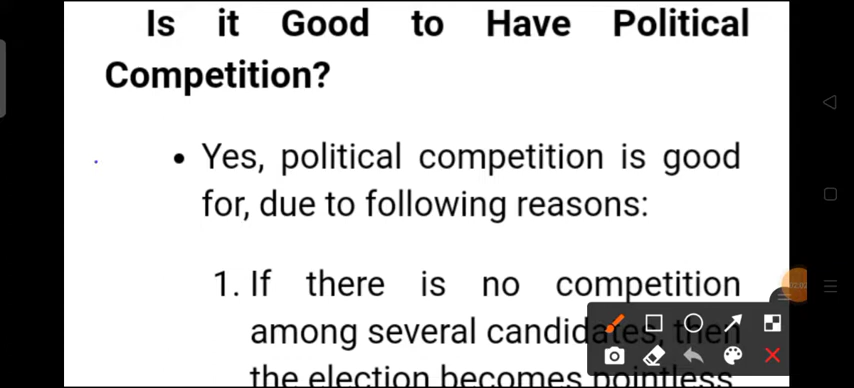 Is it Good to Have Political
Competition?
• Yes, political competition is good
for, due to following reasons:
1. If there is no competition
among several candidates, then
the election becomes pointless.